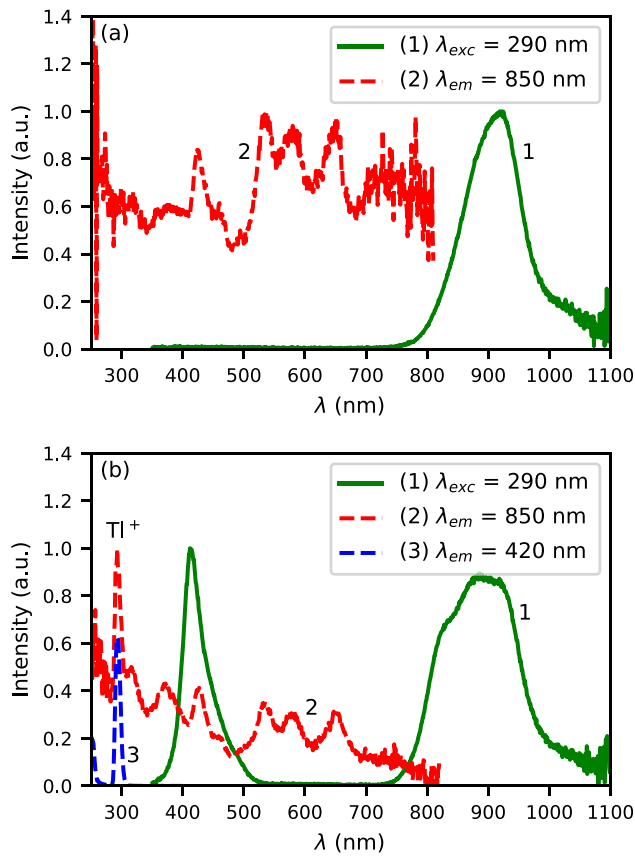 (a)
(1) λexc = 290 nm
(2) λem = 850 nm
1.4
1.2
1.0
0.8
0.6
0.4
0.2
0.0
Intensity (a.u.)
2
1
300 400 500 600 700 800 900 1000 1100
λ (nm)
(b)
(1) λexc = 290 nm
(2) λem = 850 nm
(3) λem = 420 nm
1.4
1.2
1.0
0.8
0.6
0.4
0.2
0.0
Intensity (a.u.)
Tl+
1
2
3
300 400 500 600 700 800 900 1000 1100
λ (nm)